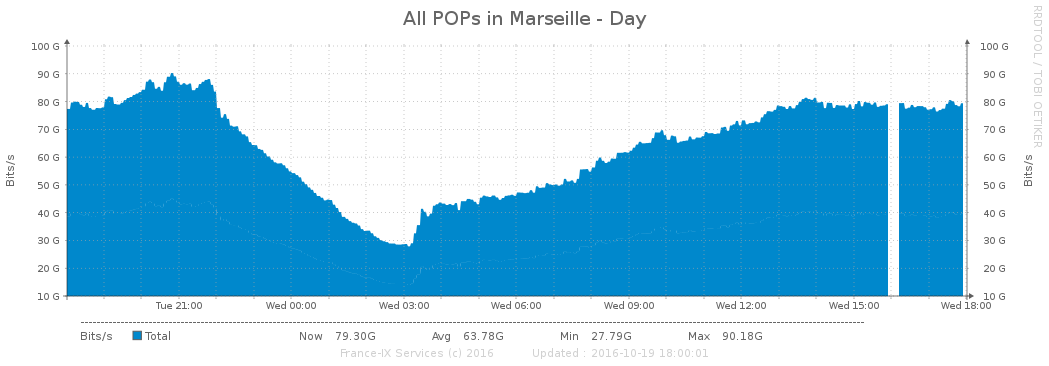 All POPs in Marseille - Day
RRDTOOL / TOBI OETIKER
100 G 100 G
90 G 90 G
80 G 80 G
70 G 70 G
60 G 60 G
50 G 50 G
40 G 40 G
30 G 30 G
20 G 20 G
10 G 10 G
Bits/s Bits/s
Tue 21:00 Wed 00:00 Wed 03:00 Wed 06:00 Wed 09:00 Wed 12:00 Wed 15:00 Wed 18:00
Bits/s Total Now 79.30G Avg 63.78G Min 27.79G Max 90.18G
France-IX Services (c) 2016 Updated : 2016-10-19 18:00:01